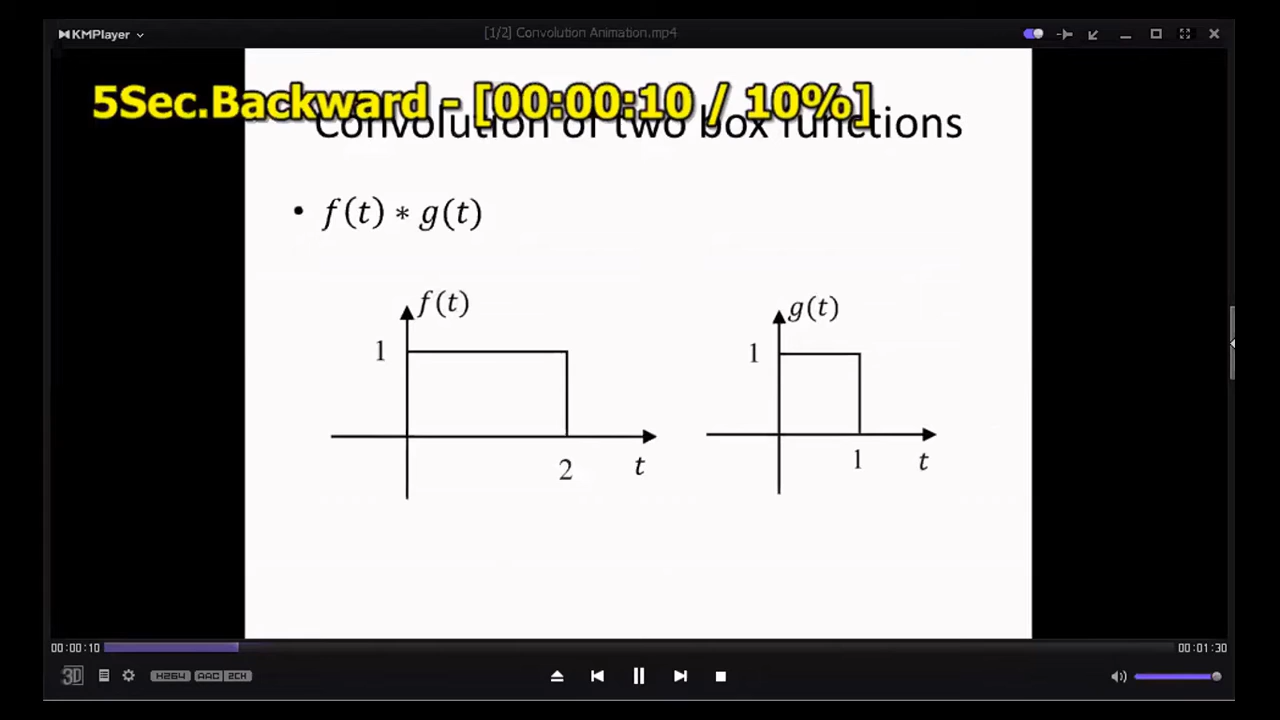 KMPlayer
[1/2] Convolution Animation.mp4
5Sec.Backward - [00:00:10 / 10%]
Convolution of two box functions
• f(t) ∗ g(t)
f(t)
1
2
t
g(t)
1
1
t
00:00:10
00:01:30
3D
H264 AAC 2CH